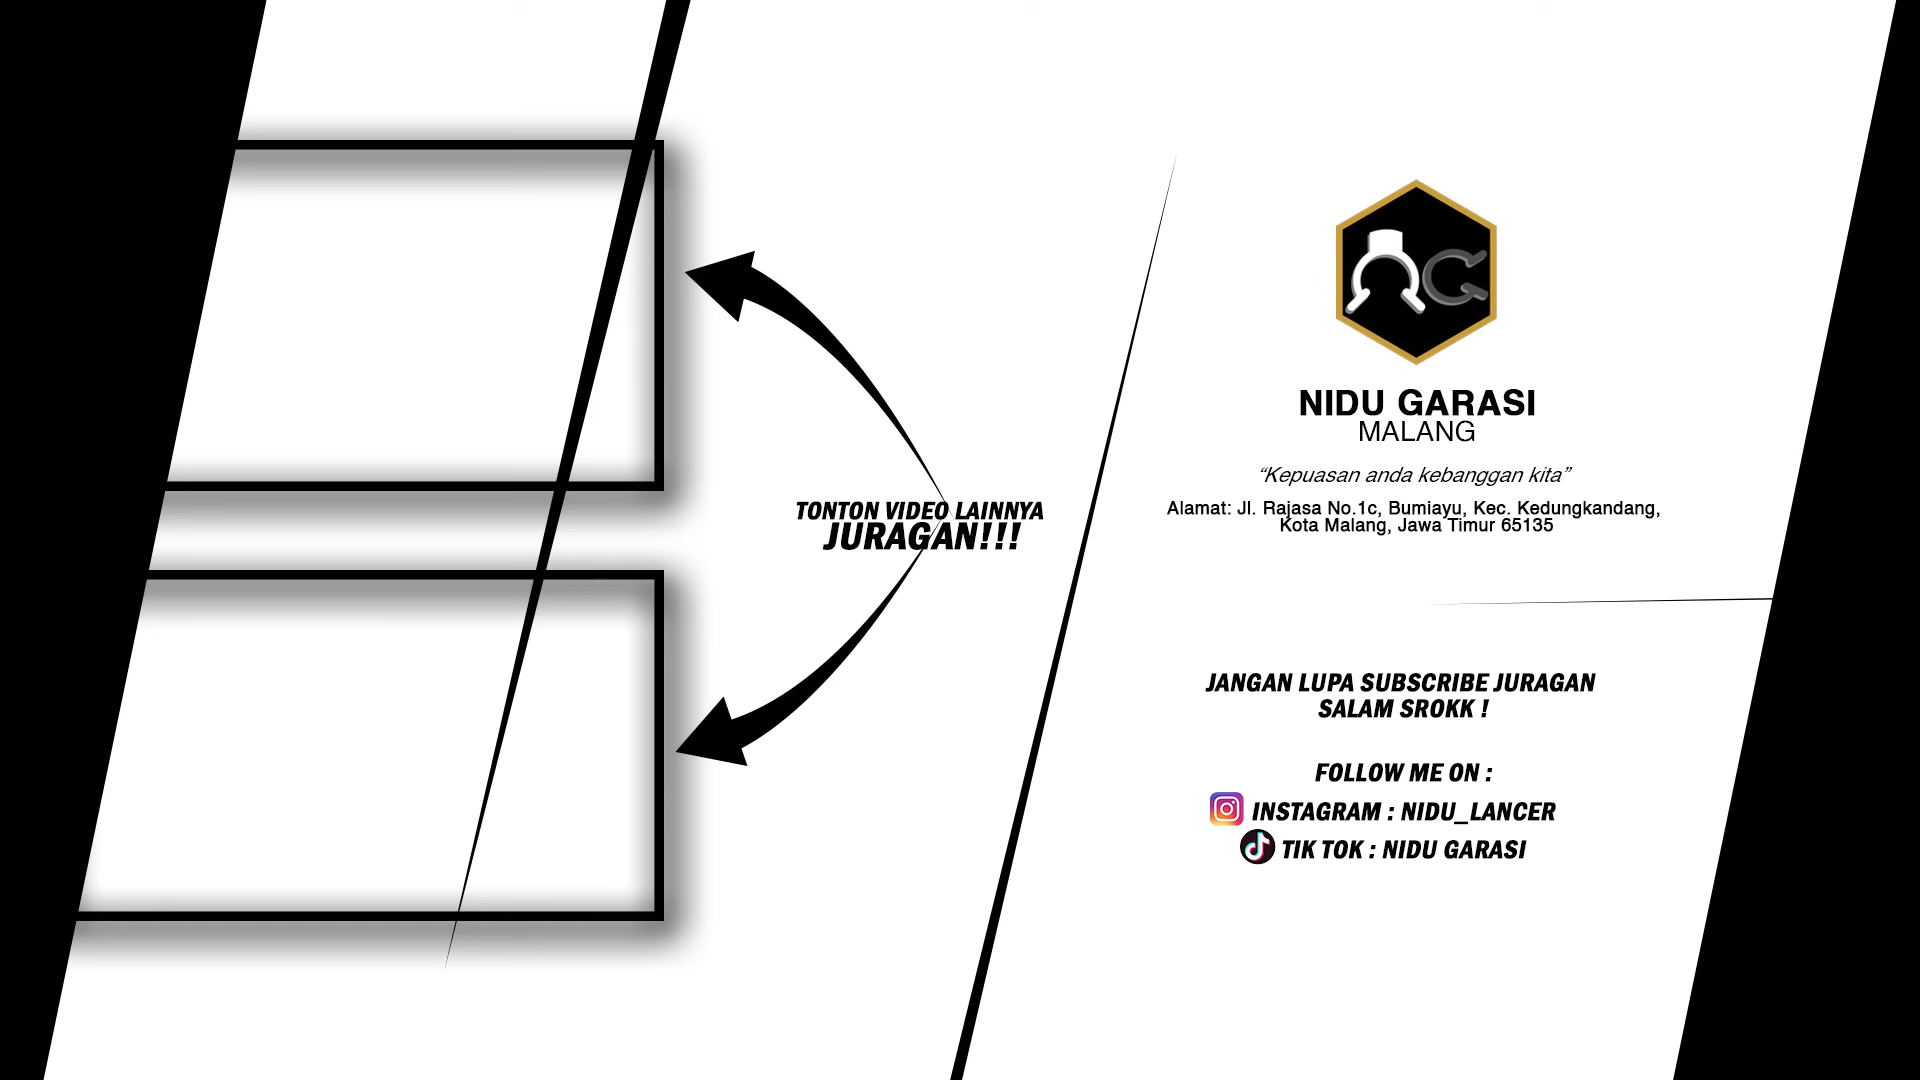 TONTON VIDEO LAINNYA
JURAGAN!!!
NIDU GARASI
MALANG
“Kepuasan anda kebanggan kita”
Alamat: Jl. Rajasa No.1c, Bumiayu, Kec. Kedungkandang,
Kota Malang, Jawa Timur 65135
JANGAN LUPA SUBSCRIBE JURAGAN
SALAM SROKK !
FOLLOW ME ON :
INSTAGRAM : NIDU_LANCER
TIK TOK : NIDU GARASI